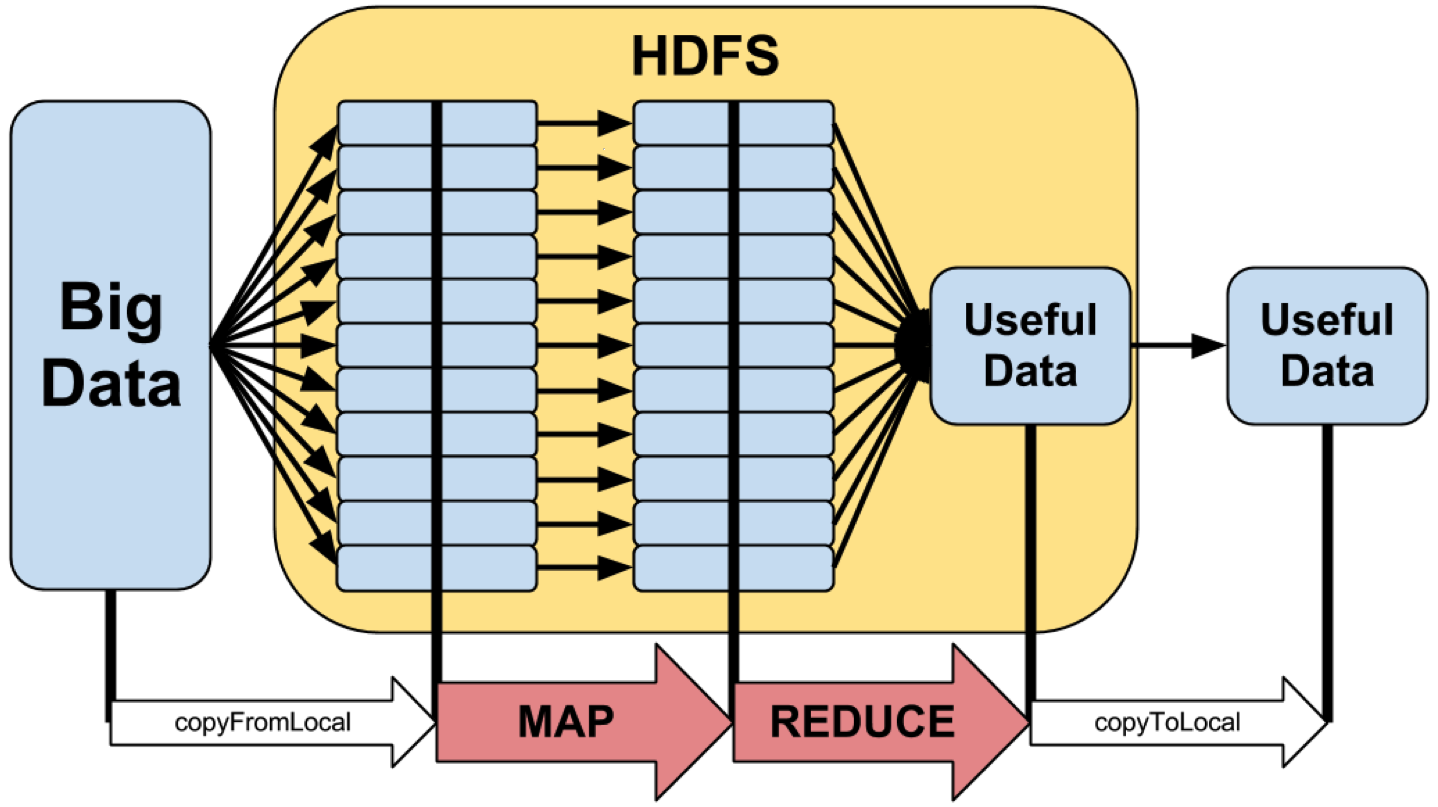 HDFS
Big
Data
Useful
Data
Useful
Data
copyFromLocal
MAP
REDUCE
copyToLocal